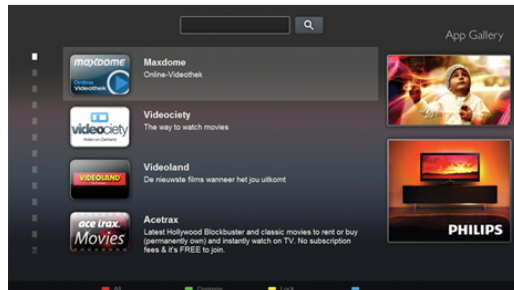 App Gallery
maxdome
Online
Videothek
Maxdome
Online-Videothek
videociety
Video on Demand
Videociety
The way to watch movies
VIDEOLAND
Videoland
De nieuwste films wanneer het jou uitkomt
ace trax.
Movies
Acetrax
Latest Hollywood Blockbuster and classic movies to rent or buy
(permanently own) and instantly watch on TV. No subscription
fees & it's FREE to join.
PHILIPS
All
Germany
Lock